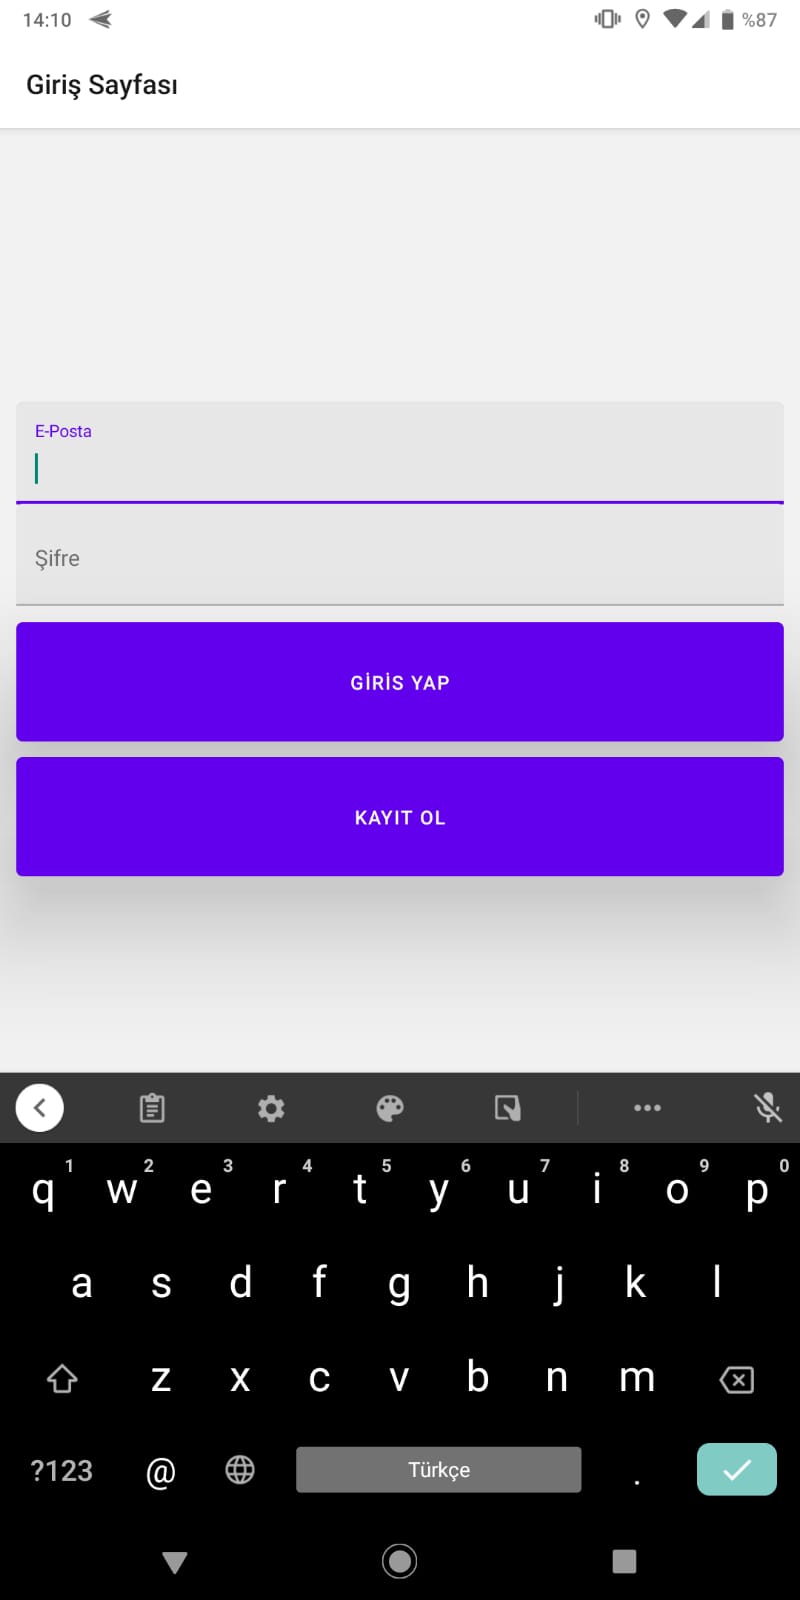 14:10 %87
Giriş Sayfası
E-Posta
Şifre
GİRİS YAP
KAYIT OL
1 2 3 4 5 6 7 8 9 0
q w e r t y u i o p
a s d f g h j k l
z x c v b n m
?123 @ Türkçe .